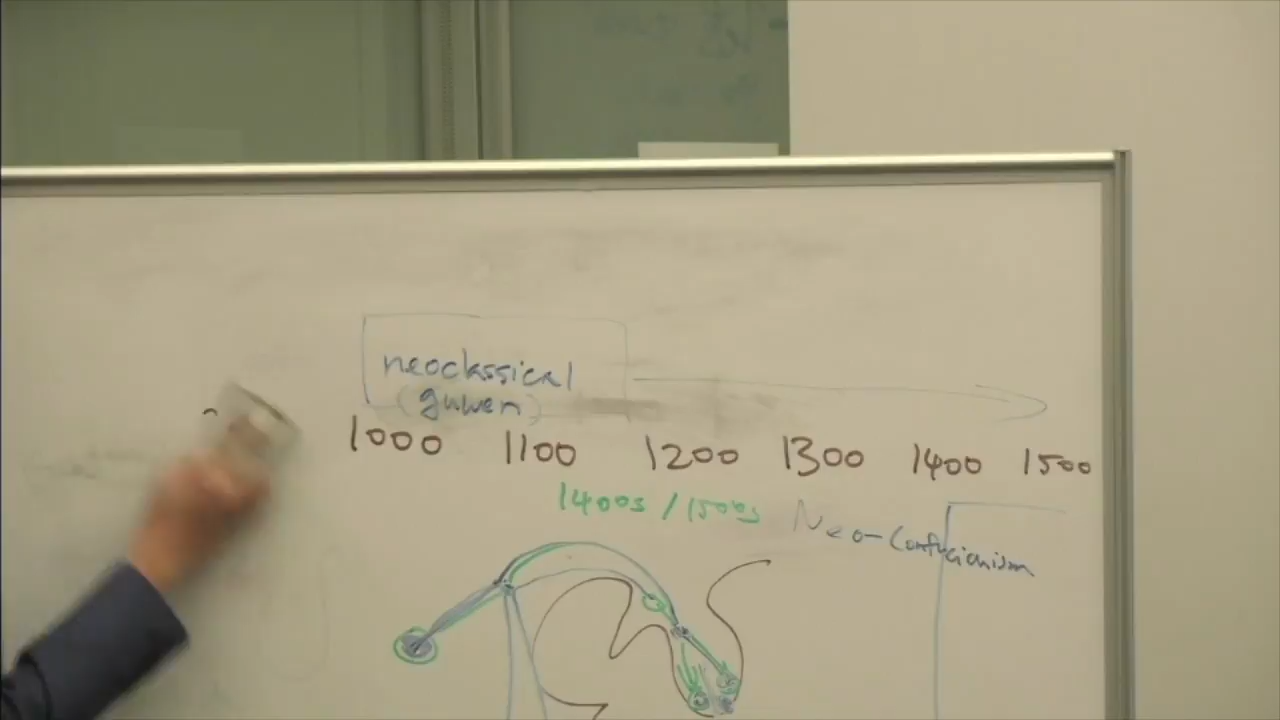 neoclassical
(guwen)
1000 1100 1200 1300 1400 1500
1400s / 1500s
Neo-Confucianism